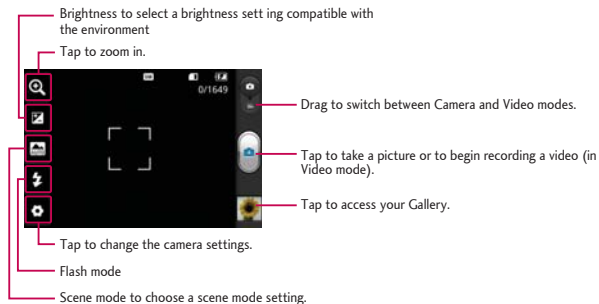 Brightness to select a brightness sett ing compatible with
the environment
Tap to zoom in.
0/1649
Drag to switch between Camera and Video modes.
Tap to take a picture or to begin recording a video (in
Video mode).
Tap to access your Gallery.
Tap to change the camera settings.
Flash mode
Scene mode to choose a scene mode setting.